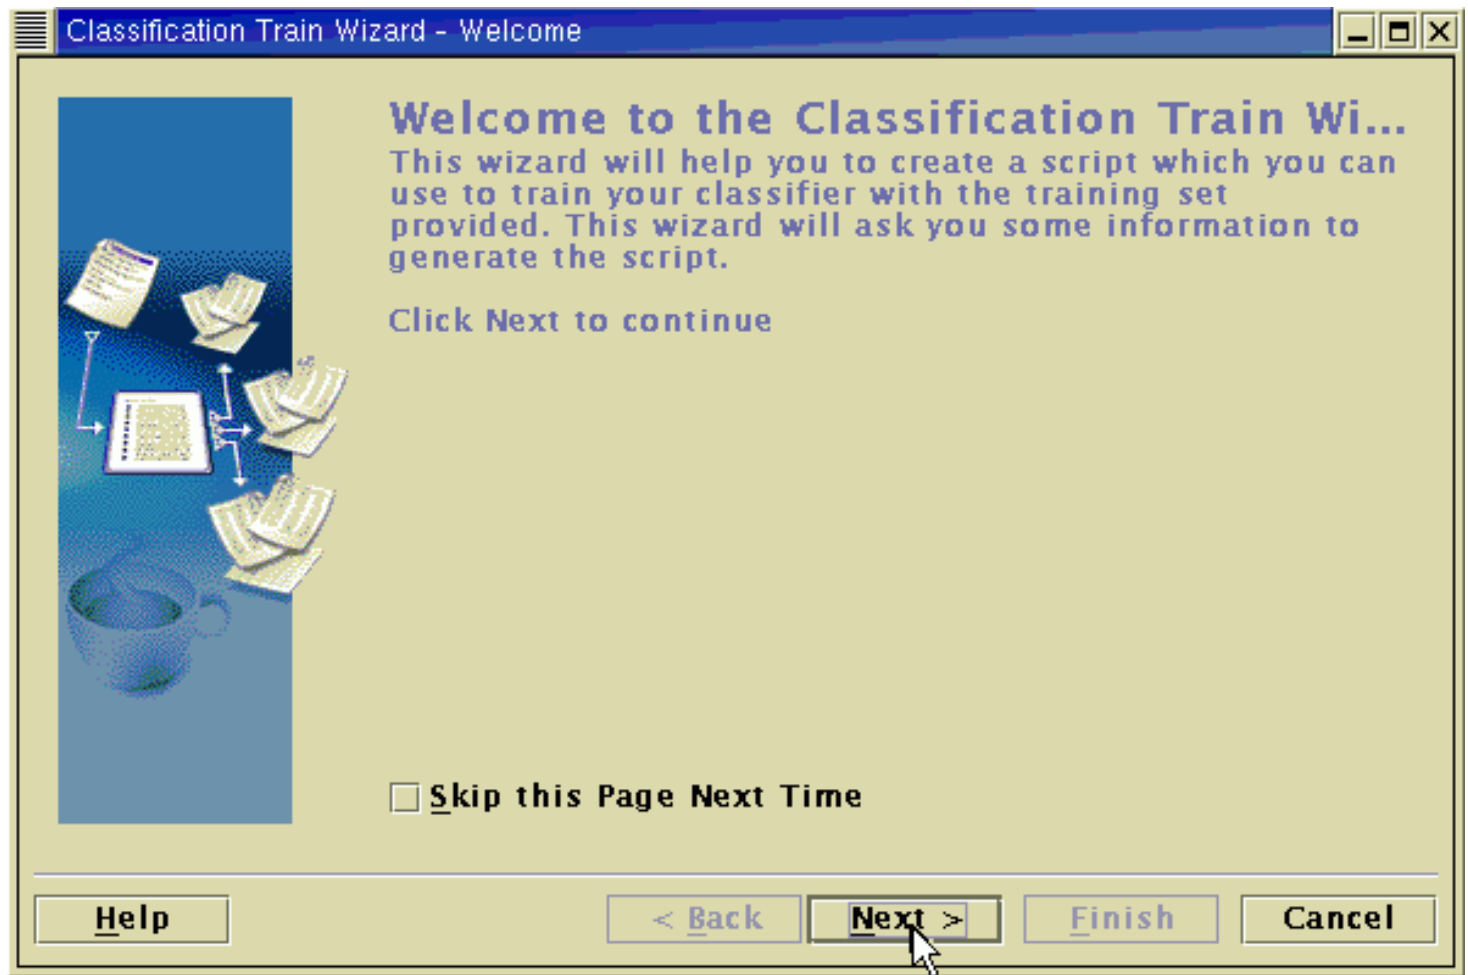 Classification Train Wizard - Welcome
Welcome to the Classification Train Wi...
This wizard will help you to create a script which you can
use to train your classifier with the training set
provided. This wizard will ask you some information to
generate the script.
Click Next to continue
Skip this Page Next Time
Help
< Back
Next >
Finish
Cancel